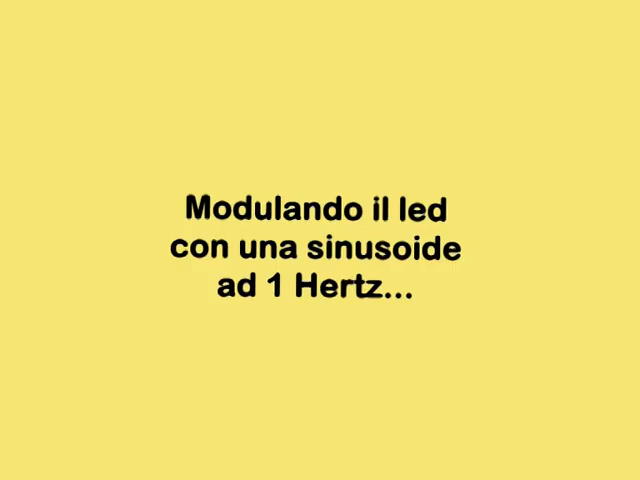 Modulando il led
con una sinusoide
ad 1 Hertz...